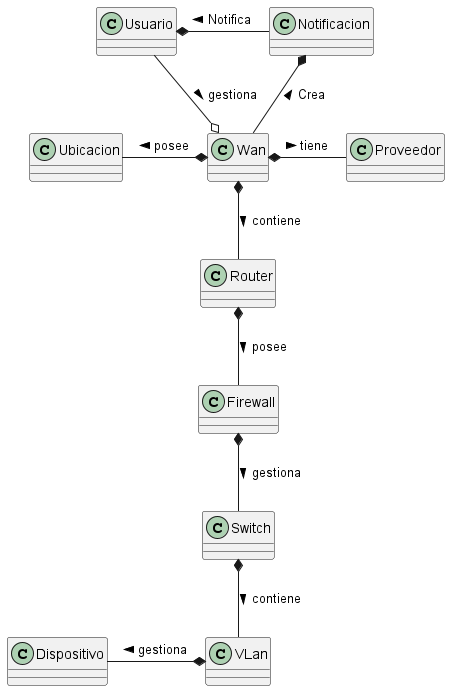 C Usuario
Notifica
C Notificacion
gestiona
Crea
C Ubicacion
posee
C Wan
tiene
C Proveedor
contiene
C Router
posee
C Firewall
gestiona
C Switch
contiene
C Dispositivo
gestiona
C VLan